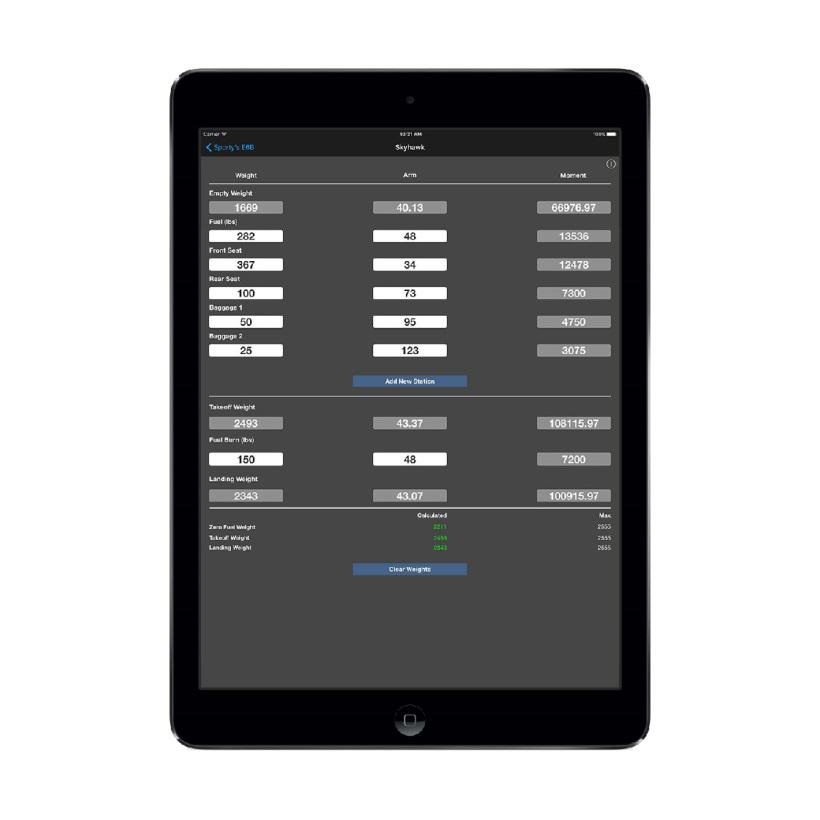 Carrier 10:21 AM 100%
Sporty's E6B Skyhawk
Weight Arm Moment
Empty Weight
1669 40.13 66976.97
Fuel (lbs)
282 48 13536
Front Seat
367 34 12478
Rear Seat
100 73 7300
Baggage 1
50 95 4750
Baggage 2
25 123 3075
Add New Station
Takeoff Weight
2493 43.37 108115.97
Fuel Burn (lbs)
150 48 7200
Landing Weight
2343 43.07 100915.97
Calculated Max
Zero Fuel Weight 2211 2555
Takeoff Weight 2555
Landing Weight 2343 2555
Clear Weights